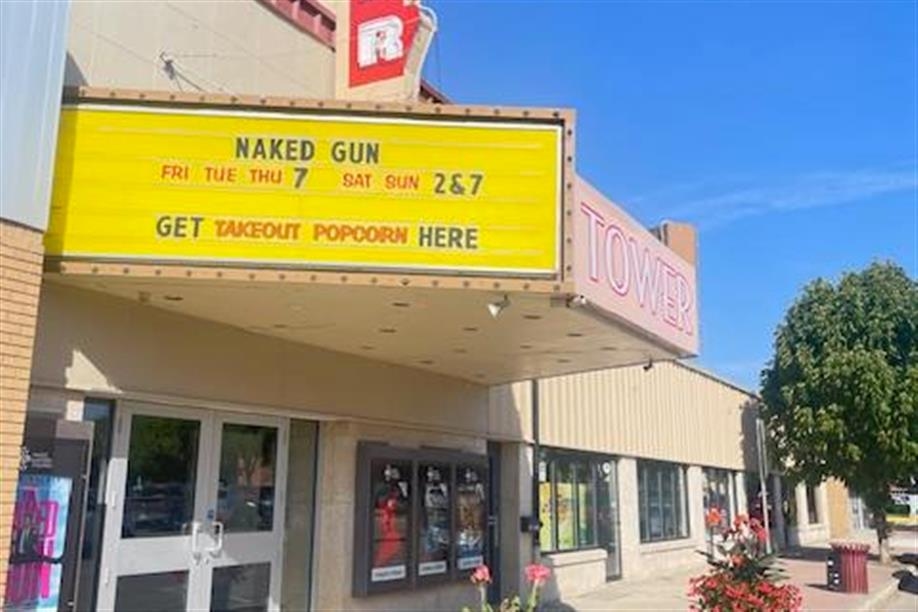 R
NAKED GUN
FRI TUE THU 7 SAT SUN 2&7
GET TAKEOUT POPCORN HERE
TOWER